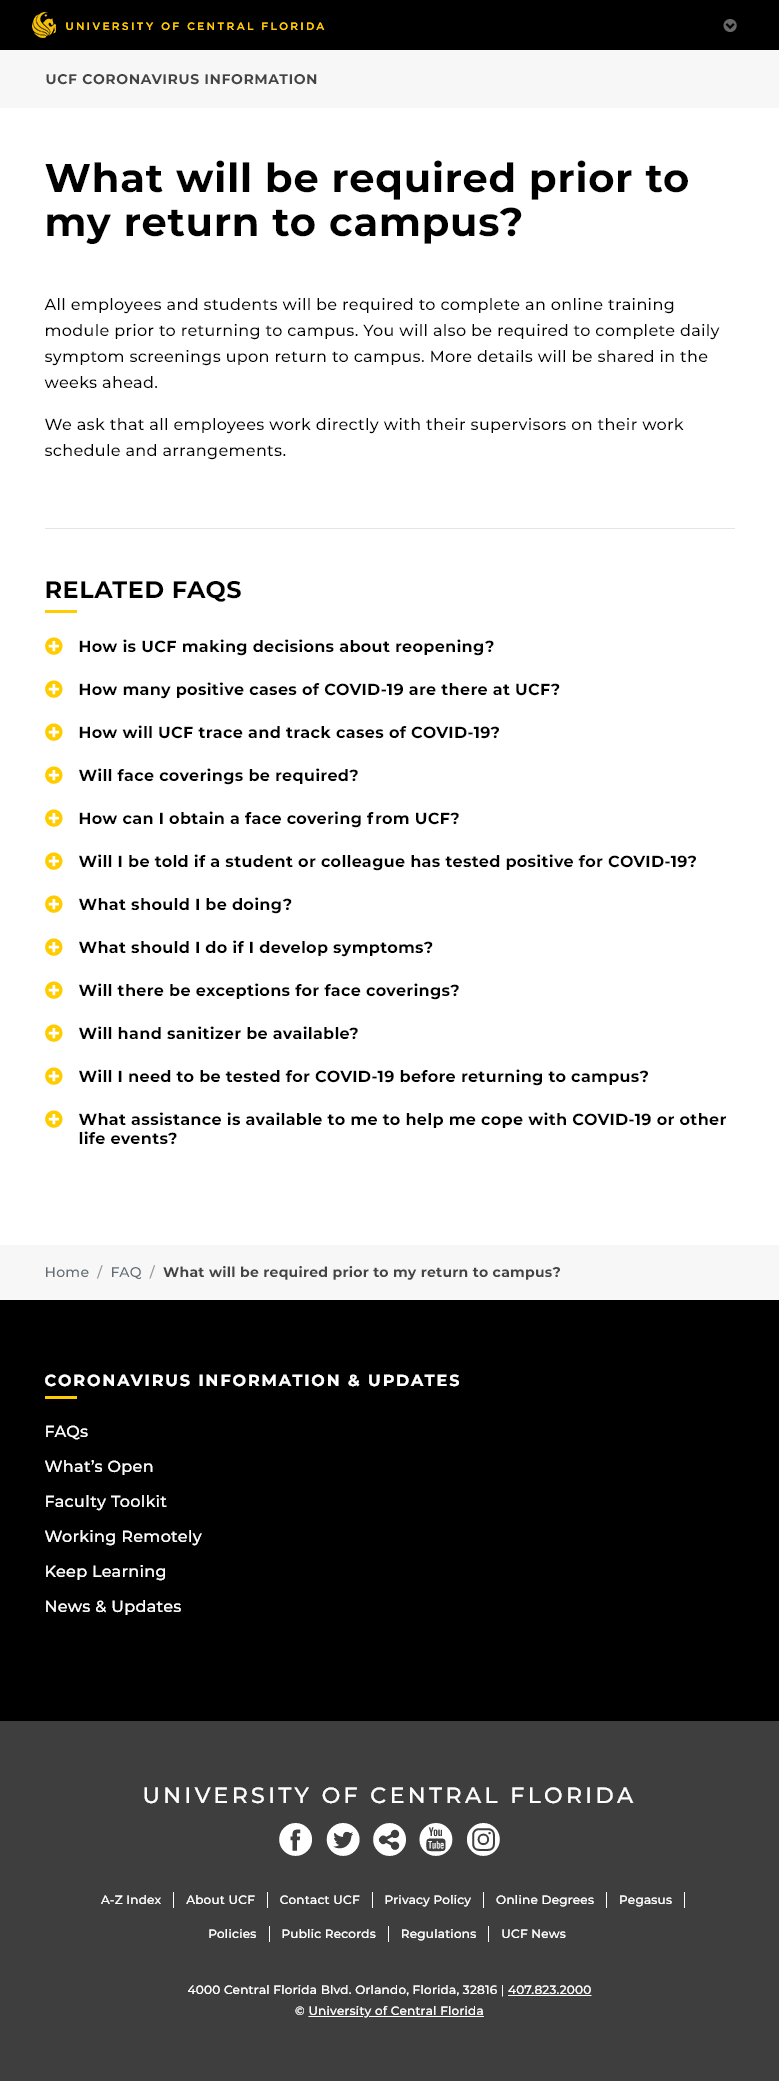 UNIVERSITY OF CENTRAL FLORIDA
UCF CORONAVIRUS INFORMATION
What will be required prior to
my return to campus?
All employees and students will be required to complete an online training
module prior to returning to campus. You will also be required to complete daily
symptom screenings upon return to campus. More details will be shared in the
weeks ahead.
We ask that all employees work directly with their supervisors on their work
schedule and arrangements.
RELATED FAQS
How is UCF making decisions about reopening?
How many positive cases of COVID-19 are there at UCF?
How will UCF trace and track cases of COVID-19?
Will face coverings be required?
How can I obtain a face covering from UCF?
Will I be told if a student or colleague has tested positive for COVID-19?
What should I be doing?
What should I do if I develop symptoms?
Will there be exceptions for face coverings?
Will hand sanitizer be available?
Will I need to be tested for COVID-19 before returning to campus?
What assistance is available to me to help me cope with COVID-19 or other
life events?
Home / FAQ / What will be required prior to my return to campus?
CORONAVIRUS INFORMATION & UPDATES
FAQs
What's Open
Faculty Toolkit
Working Remotely
Keep Learning
News & Updates
UNIVERSITY OF CENTRAL FLORIDA
You
Tube
A-Z Index | About UCF | Contact UCF | Privacy Policy | Online Degrees | Pegasus |
Policies | Public Records | Regulations | UCF News
4000 Central Florida Blvd. Orlando, Florida, 32816 | 407.823.2000
© University of Central Florida